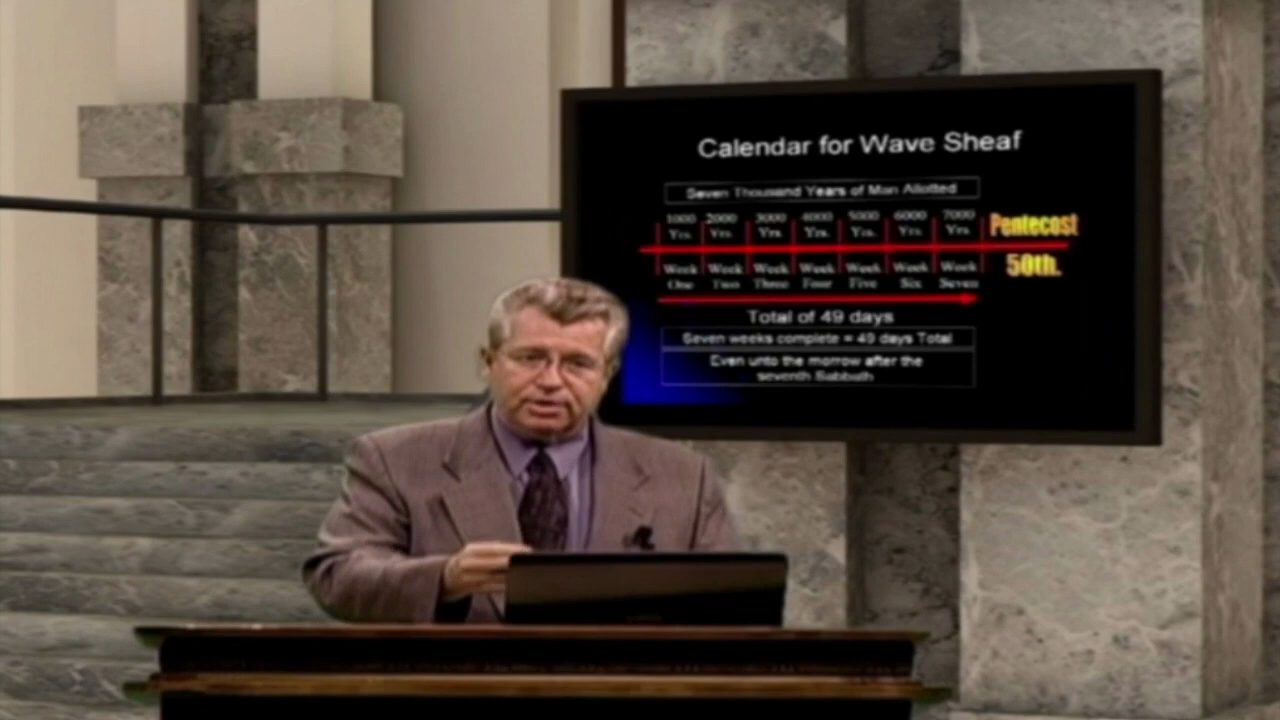 Calendar for Wave Sheaf
Seven Thousand Years of Man Allotted
1000 2000 3000 4000 5000 6000 7000
Yrs. Yrs. Yrs. Yrs. Yrs. Yrs. Yrs.
Pentecost
Week Week Week Week Week Week Week
One Two Three Four Five Six Seven
50th.
Total of 49 days
Seven weeks complete = 49 days Total
Even unto the morrow after the
seventh Sabbath